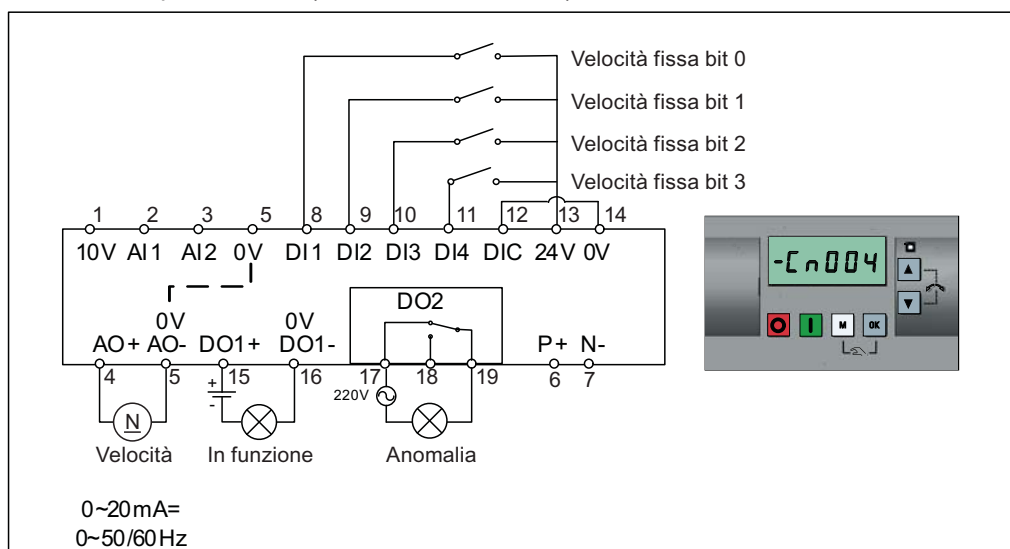 Velocità fissa bit 0
Velocità fissa bit 1
Velocità fissa bit 2
Velocità fissa bit 3
1 2 3 5 8 9 10 11 12 13 14
10V AI1 AI2 0V DI1 DI2 DI3 DI4 DIC 24V 0V
-Cn004
M OK
DO2
0V 0V
AO+ AO- DO1+ DO1- P+ N-
4 5 15 16 17 18 19 6 7
+
-
220V
N
Velocità In funzione Anomalia
0~20mA=
0~50/60Hz